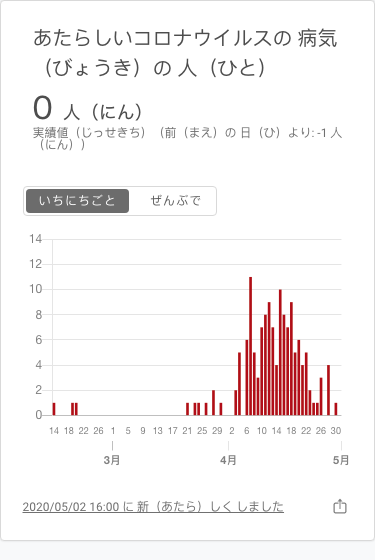 あたらしいコロナウイルスの 病気
（びょうき）の 人（ひと）
0 人（にん）
実績値（じっせきち）（前（まえ）の 日（ひ）より: -1 人
（にん））
いちにちごと ぜんぶで
14
12
10
8
6
4
2
0
14 18 22 26 1 5 9 13 17 21 25 29 2 6 10 14 18 22 26 30
3月 4月 5月
2020/05/02 16:00 に 新（あたら）しく しました